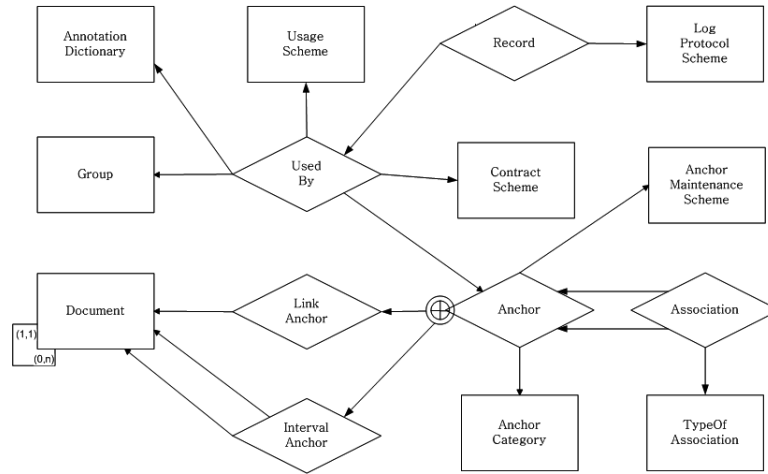 Annotation
Dictionary
Usage
Scheme
Record
Log
Protocol
Scheme
Group
Used
By
Contract
Scheme
Anchor
Maintenance
Scheme
Document
Link
Anchor
Anchor
Association
(1,1)
(0,n)
Interval
Anchor
Anchor
Category
TypeOf
Association